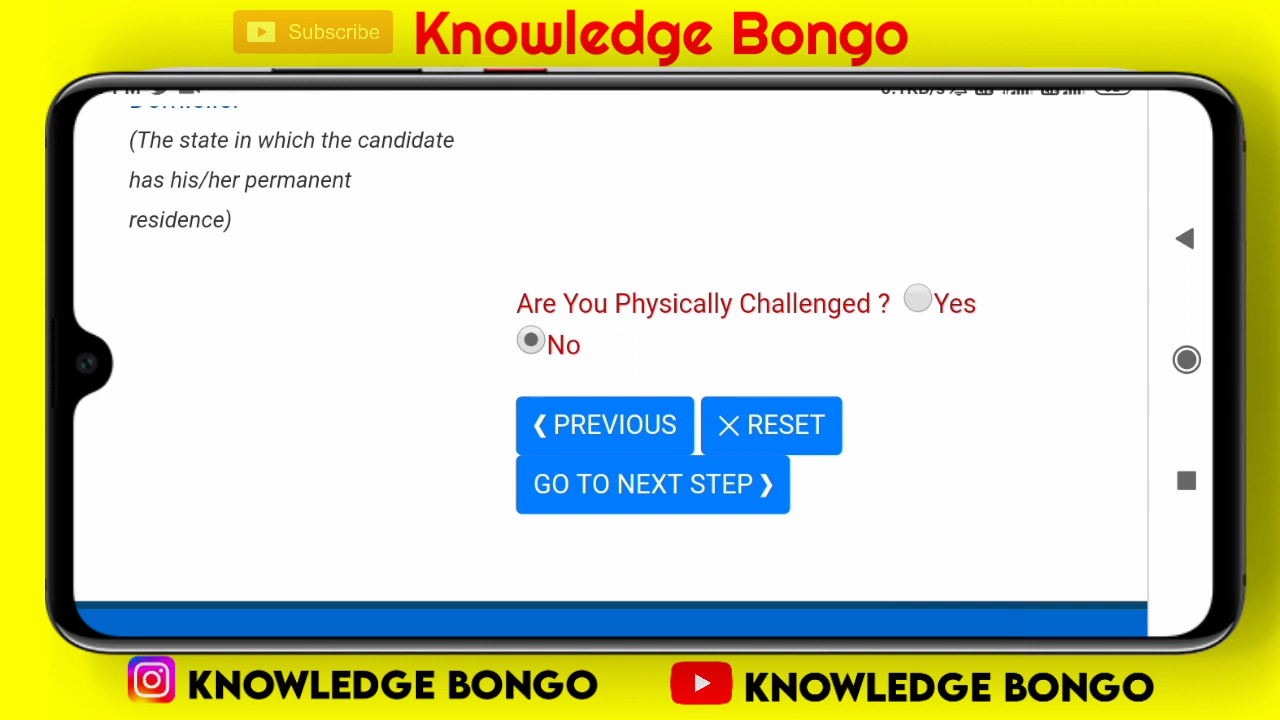 Subscribe Knowledge Bongo
(The state in which the candidate
has his/her permanent
residence)
Are You Physically Challenged ? Yes
No
❮ PREVIOUS ✕ RESET
GO TO NEXT STEP ❯
KNOWLEDGE BONGO KNOWLEDGE BONGO